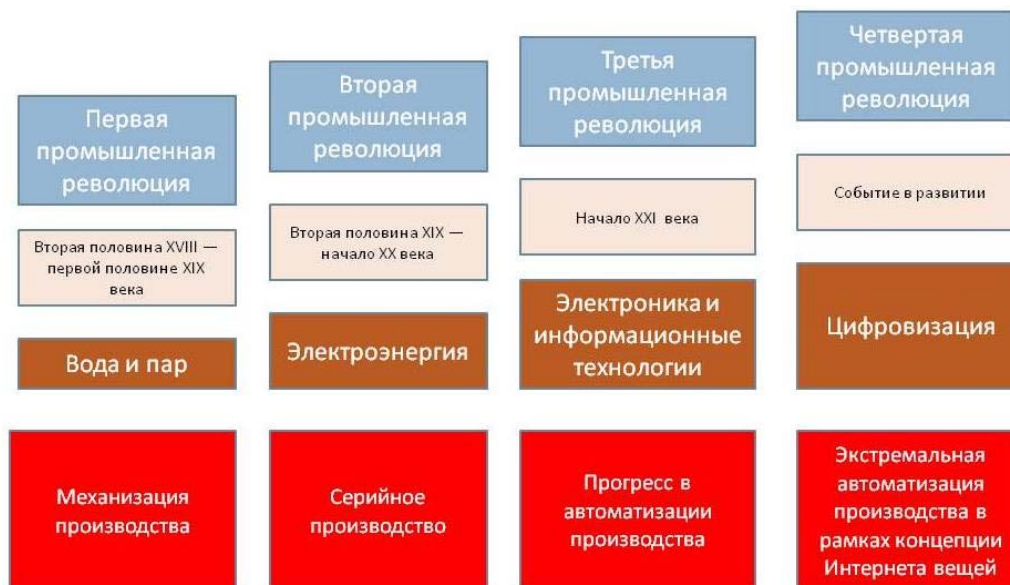 Первая
промышленная
революция
Вторая половина XVIII —
первой половине XIX
века
Вода и пар
Механизация
производства
Вторая
промышленная
революция
Вторая половина XIX —
начало XX века
Электроэнергия
Серийное
производство
Третья
промышленная
революция
Начало XXI века
Электроника и
информационные
технологии
Прогресс в
автоматизации
производства
Четвертая
промышленная
революция
Событие в развитии
Цифровизация
Экстремальная
автоматизация
производства в
рамках концепции
Интернета вещей